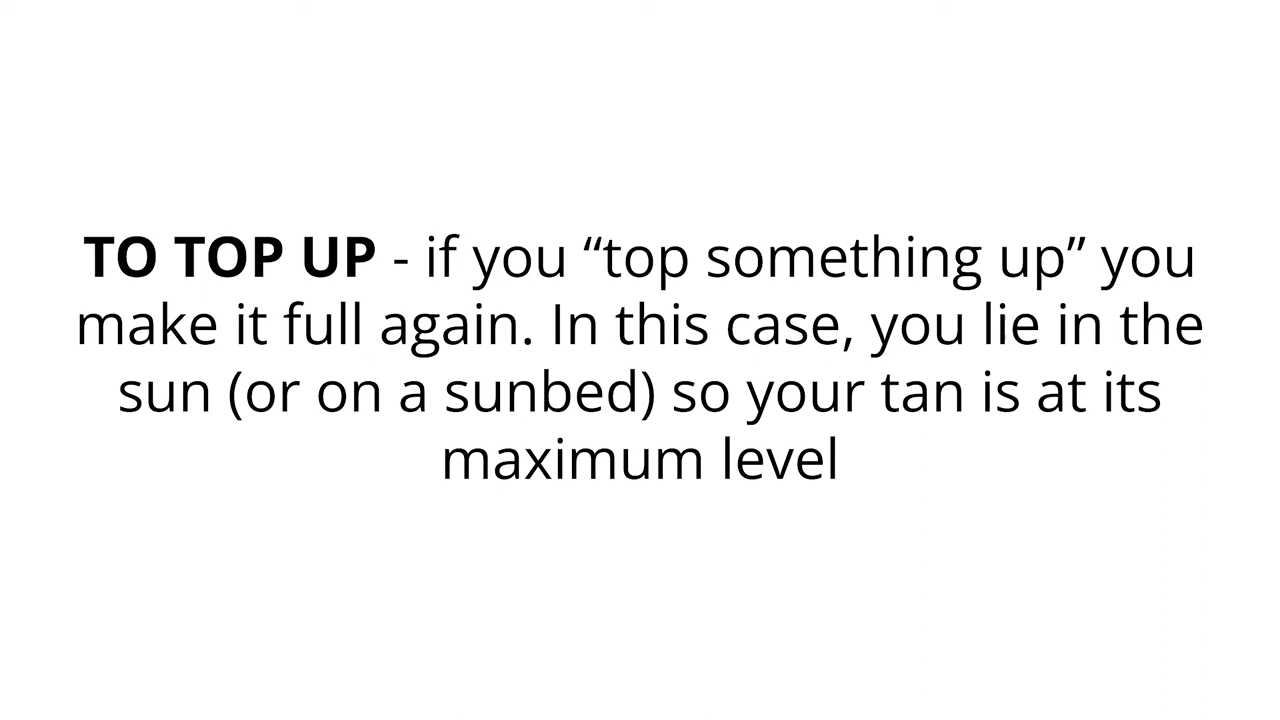 TO TOP UP - if you “top something up” you
make it full again. In this case, you lie in the
sun (or on a sunbed) so your tan is at its
maximum level